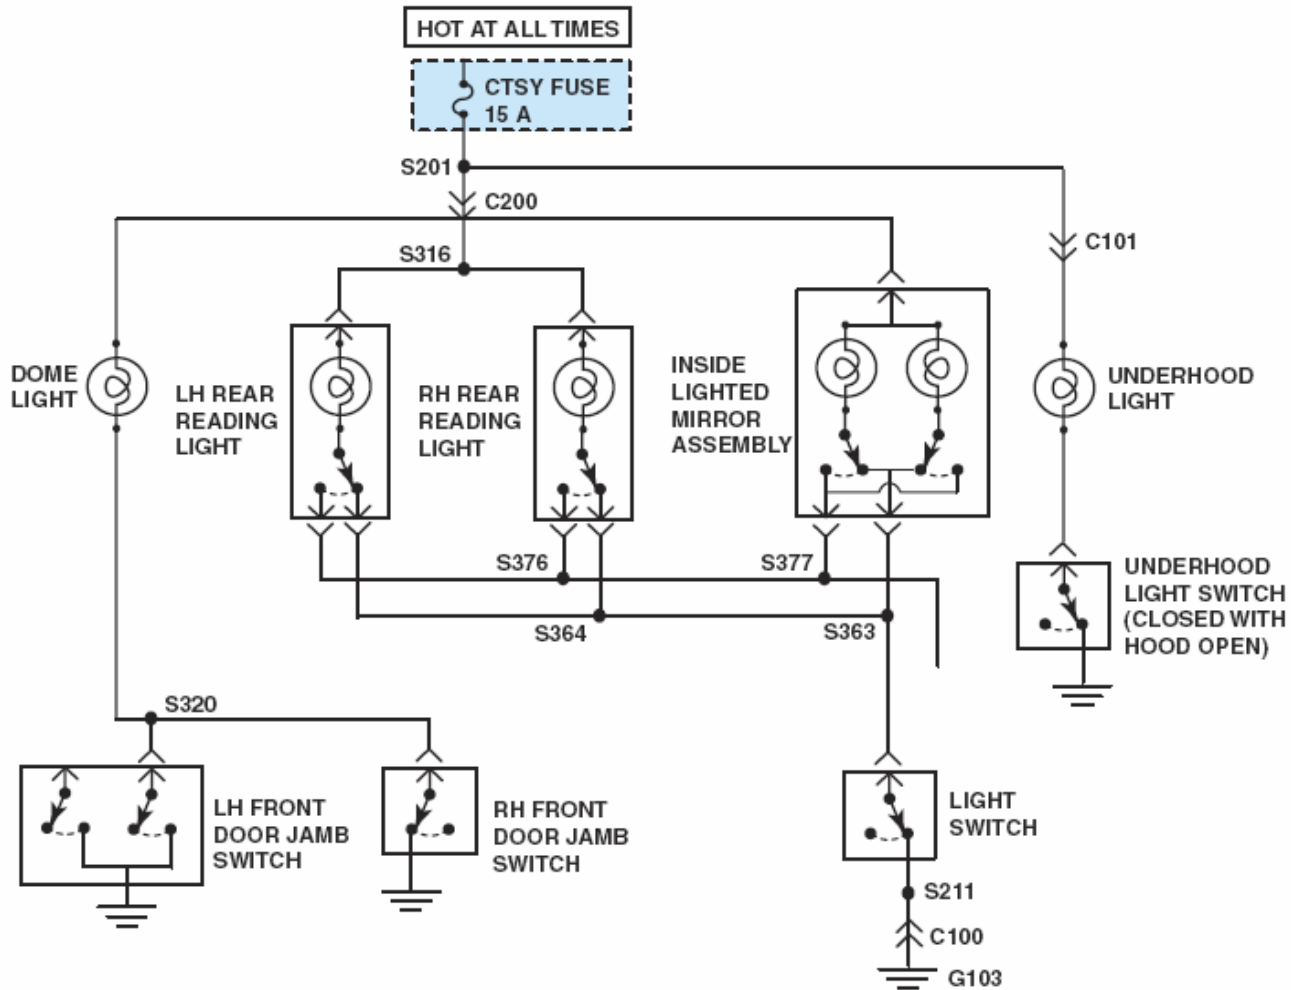 HOT AT ALL TIMES
CTSY FUSE
15 A
S201
C200
C101
S316
DOME
LIGHT
LH REAR
READING
LIGHT
RH REAR
READING
LIGHT
INSIDE
LIGHTED
MIRROR
ASSEMBLY
UNDERHOOD
LIGHT
S376
S377
UNDERHOOD
LIGHT SWITCH
(CLOSED WITH
HOOD OPEN)
S364
S363
S320
LH FRONT
DOOR JAMB
SWITCH
RH FRONT
DOOR JAMB
SWITCH
LIGHT
SWITCH
S211
C100
G103